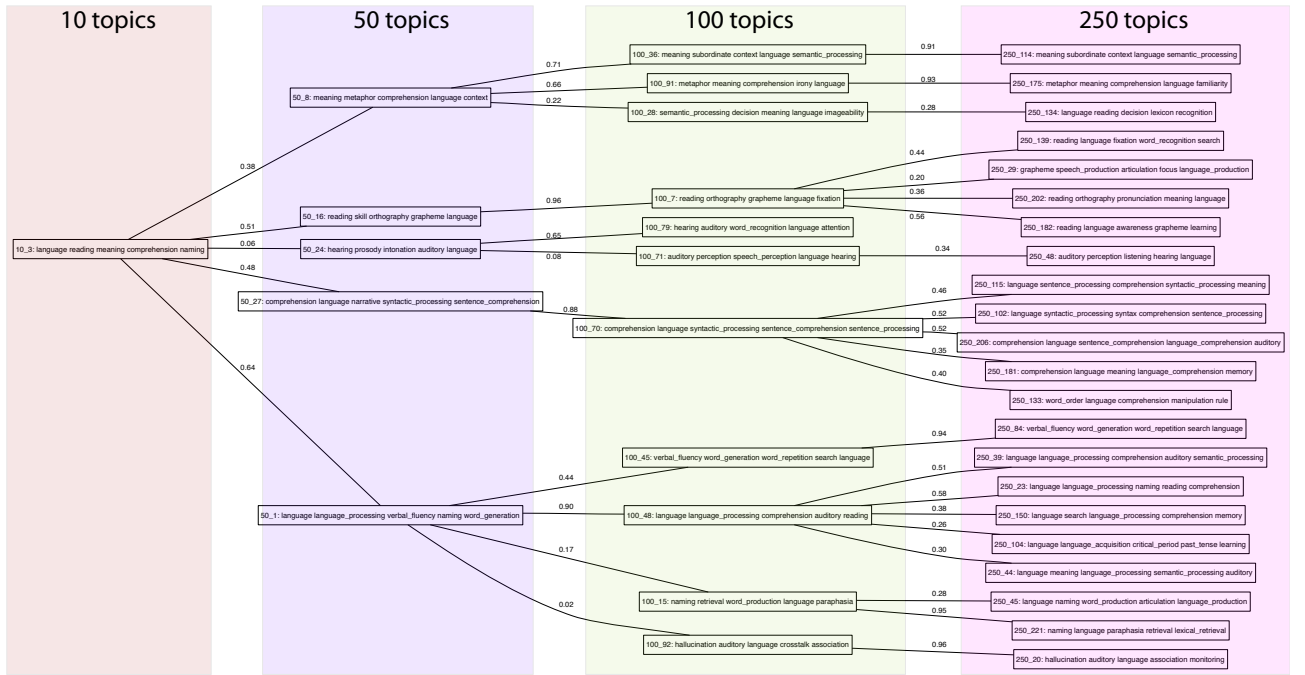 10 topics
50 topics
100 topics
250 topics
10_3: language reading meaning comprehension naming
0.38
0.51
0.06
0.48
0.64
50_8: meaning metaphor comprehension language context
50_16: reading skill orthography grapheme language
50_24: hearing prosody intonation auditory language
50_27: comprehension language narrative syntactic_processing sentence_comprehension
50_1: language language_processing verbal_fluency naming word_generation
0.71
0.66
0.22
0.96
0.65
0.08
0.88
0.44
0.90
0.17
0.02
100_36: meaning subordinate context language semantic_processing
100_91: metaphor meaning comprehension irony language
100_28: semantic_processing decision meaning language imageability
100_7: reading orthography grapheme language fixation
100_79: hearing auditory word_recognition language attention
100_71: auditory perception speech_perception language hearing
100_70: comprehension language syntactic_processing sentence_comprehension sentence_processing
100_45: verbal_fluency word_generation word_repetition search language
100_48: language language_processing comprehension auditory reading
100_15: naming retrieval word_production language paraphasia
100_92: hallucination auditory language crosstalk association
0.91
0.93
0.28
0.44
0.20
0.36
0.56
0.34
0.46
0.52
0.52
0.35
0.40
0.94
0.51
0.58
0.38
0.26
0.30
0.28
0.95
0.96
250_114: meaning subordinate context language semantic_processing
250_175: metaphor meaning comprehension language familiarity
250_134: language reading decision lexicon recognition
250_139: reading language fixation word_recognition search
250_29: grapheme speech_production articulation focus language_production
250_202: reading orthography pronunciation meaning language
250_182: reading language awareness grapheme learning
250_48: auditory perception listening hearing language
250_115: language sentence_processing comprehension syntactic_processing meaning
250_102: language syntactic_processing syntax comprehension sentence_processing
250_206: comprehension language sentence_comprehension language_comprehension auditory
250_181: comprehension language meaning language_comprehension memory
250_133: word_order language comprehension manipulation rule
250_84: verbal_fluency word_generation word_repetition search language
250_39: language language_processing comprehension auditory semantic_processing
250_23: language language_processing naming reading comprehension
250_150: language search language_processing comprehension memory
250_104: language language_acquisition critical_period past_tense learning
250_44: language meaning language_processing semantic_processing auditory
250_45: language naming word_production articulation language_production
250_221: naming language paraphasia retrieval lexical_retrieval
250_20: hallucination auditory language association monitoring